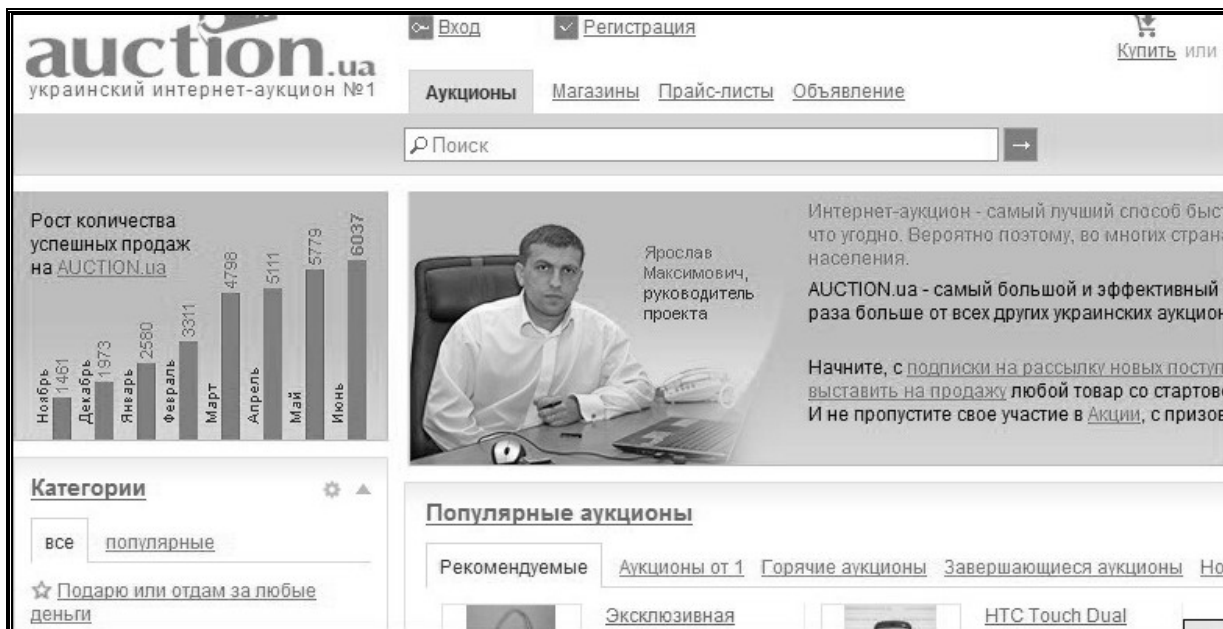 auction.ua
украинский интернет-аукцион №1
Вход
Регистрация
Купить или
Аукционы
Магазины
Прайс-листы
Объявление
Поиск
Рост количества
успешных продаж
на AUCTION.ua
Ноябрь 1461
Декабрь 1973
Январь 2580
Февраль 3311
Март 4798
Апрель 5111
Май 5779
Июнь 6037
Ярослав
Максимович,
руководитель
проекта
Интернет-аукцион - самый лучший способ быс
что угодно. Вероятно поэтому, во многих стран
населения.
AUCTION.ua - самый большой и эффективный
раза больше от всех других украинских аукцион
Начните, с подписки на рассылку новых поступ
выставить на продажу любой товар со стартов
И не пропустите свое участие в Акции, с призов
Категории
все
популярные
Подарю или отдам за любые
деньги
Популярные аукционы
Рекомендуемые
Аукционы от 1
Горячие аукционы
Завершающиеся аукционы
Но
Эксклюзивная
HTC Touch Dual